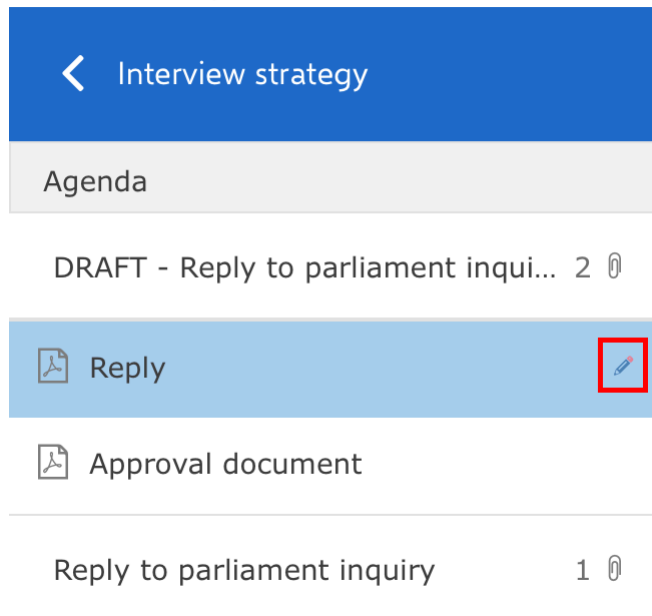 Interview strategy
Agenda
DRAFT - Reply to parliament inqui... 2
Reply
Approval document
Reply to parliament inquiry 1